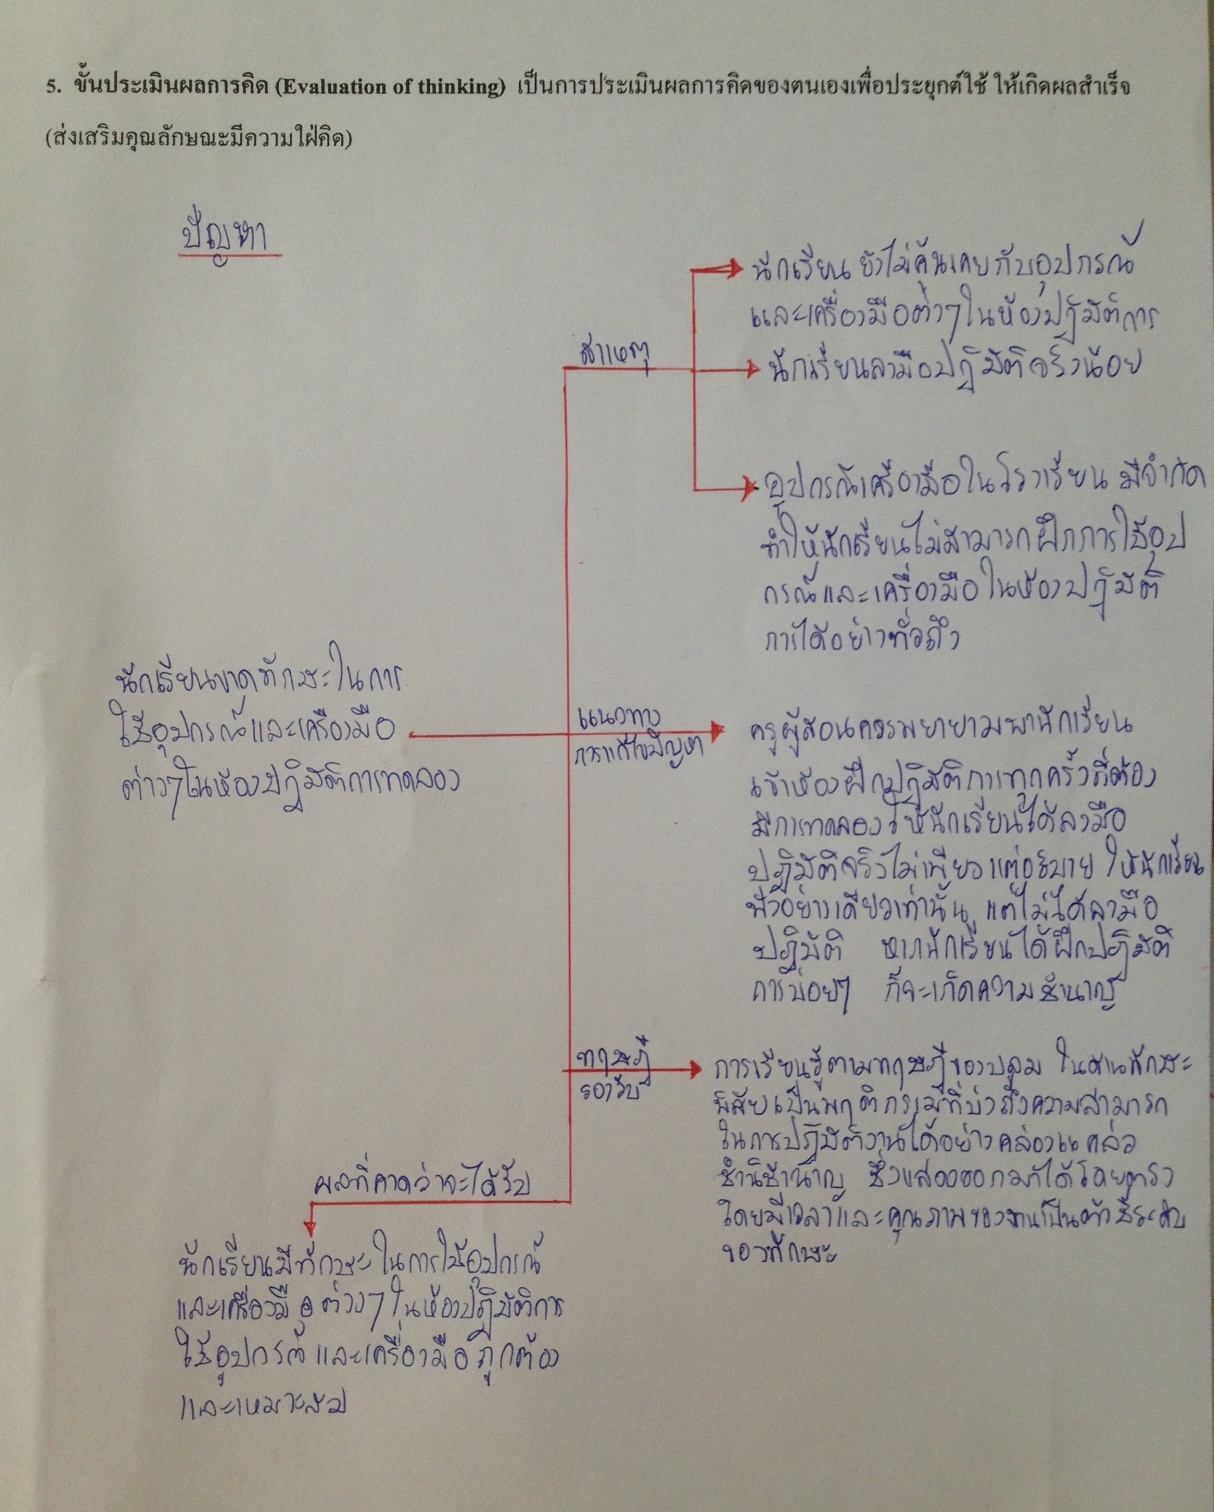 5. ขั้นประเมินผลการคิด (Evaluation of thinking) เป็นการประเมินผลการคิดของตนเองเพื่อประยุกต์ใช้ ให้เกิดผลสำเร็จ
(ส่งเสริมคุณลักษณะมีความใฝ่คิด)
ปัญหา
นักเรียนขาดทักษะในการ
ใช้อุปกรณ์และเครื่องมือ
ต่างๆในห้องปฏิบัติการทดลอง
สาเหตุ
นักเรียนยังไม่คุ้นเคยกับอุปกรณ์
และเครื่องมือต่างๆในห้องปฏิบัติการ
นักเรียนลงมือปฏิบัติจริงน้อย
อุปกรณ์เครื่องมือในโรงเรียน มีจำกัด
ทำให้นักเรียนไม่สามารถฝึกการใช้อุป
กรณ์และเครื่องมือในห้องปฏิบัติ
การได้อย่างทั่วถึง
แนวทาง
การแก้ไขปัญหา
ครูผู้สอนควรพยายามพานักเรียน
เข้าห้องฝึกปฏิบัติการทุกครั้งที่ต้อง
มีการทดลอง ให้นักเรียนได้ลงมือ
ปฏิบัติจริงไม่เพียงแต่อธิบาย ให้นักเรียน
ฟังอย่างเดียวเท่านั้น แต่ไม่ได้ลงมือ
ปฏิบัติ หากนักเรียนได้ฝึกปฏิบัติ
การบ่อยๆ ก็จะเกิดความชำนาญ
ทฤษฎี
รองรับ
การเรียนรู้ตามทฤษฎีของบลูม ในด้านทักษะ
พิสัยเป็นพฤติกรรมที่บ่งถึงความสามารถ
ในการปฏิบัติงานได้อย่างคล่องแคล่ว
ชำนิชำนาญ ซึ่งแสดงออกมาได้โดยตรง
โดยมีเวลาและคุณภาพของงานเป็นตัวชี้ระดับ
ของทักษะ
ผลที่คาดว่าจะได้รับ
นักเรียนมีทักษะในการใช้อุปกรณ์
และเครื่องมือต่างๆในห้องปฏิบัติการ
ใช้อุปกรณ์และเครื่องมือถูกต้อง
และเหมาะสม